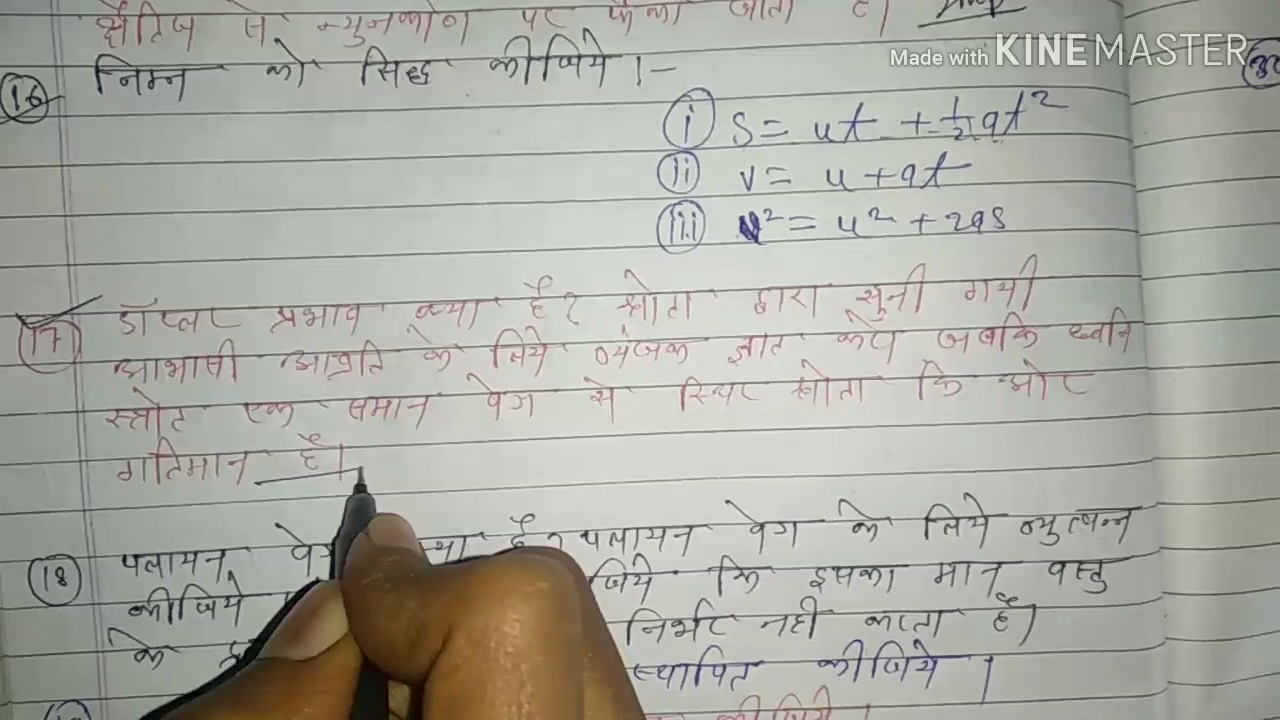 क्षैतिज से न्युनकोण पर फेंका जाता है।
Made with KINEMASTER
(16) निम्न को सिद्ध कीजिये।-
(i) S = ut + 1/2 at²
(ii) v = u + at
(iii) v² = u² + 2as
(17) डॉप्लर प्रभाव क्या है? श्रोता द्वारा सुनी गयी
आभाषी आव्रति के लिये व्यंजक ज्ञात करो जबकि ध्वनि
स्त्रोट एक समान वेग से स्थिर श्रोता कि ओर
गतिमान है।
(18) पलायन है? पलायन वेग के लिये व्युत्पन्न
कीजिये कि इसका मान वस्तु
के निर्भर नही करता है।
स्थापित कीजिये।